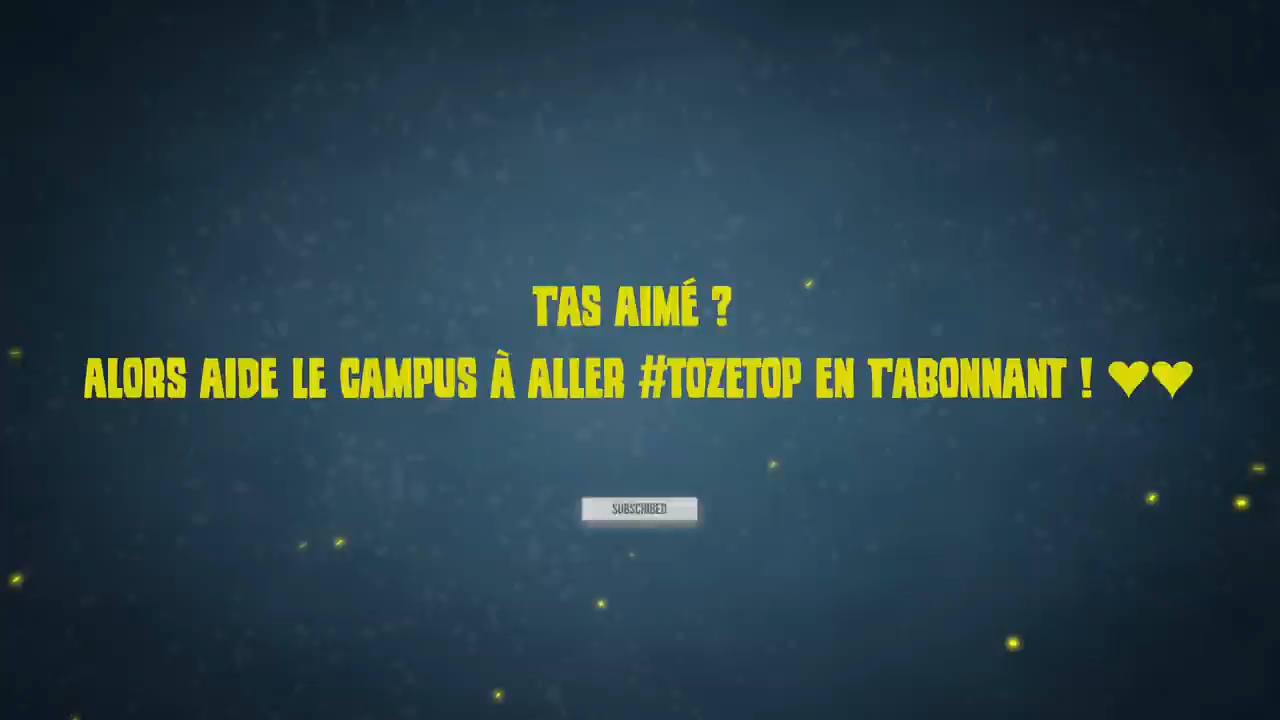 T'AS AIMÉ ?
ALORS AIDE LE CAMPUS À ALLER #TOZETOP EN T'ABONNANT ! ♥♥
SUBSCRIBED